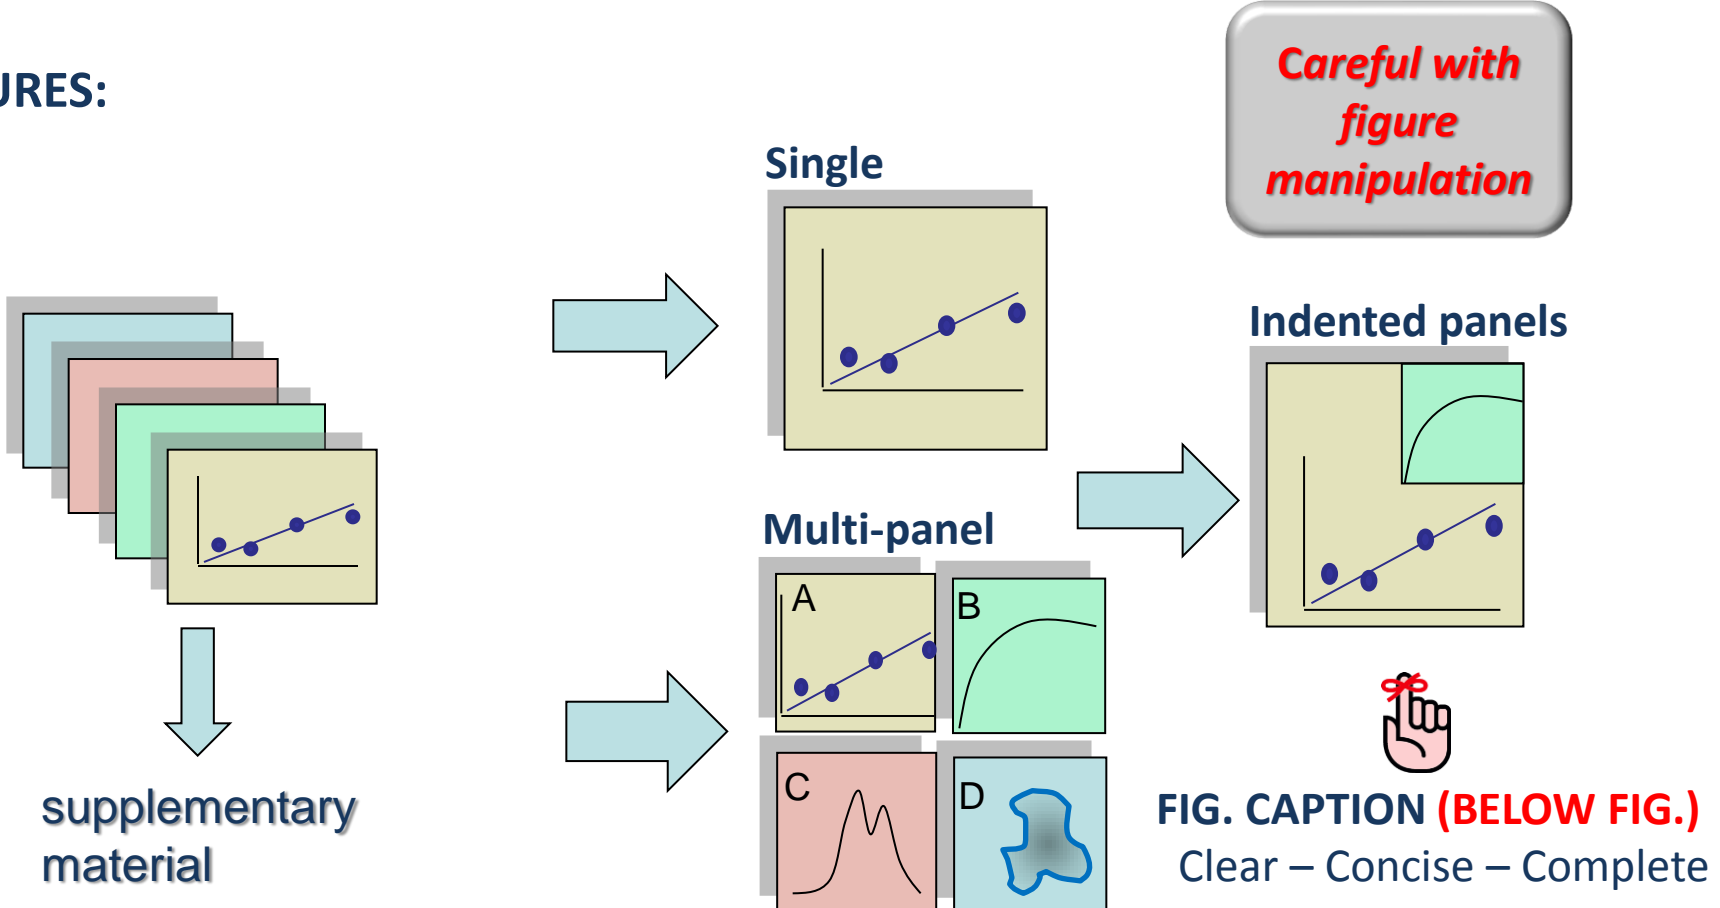 URES:
Careful with
figure
manipulation
Single
Indented panels
Multi-panel
A
B
C
D
supplementary
material
FIG. CAPTION (BELOW FIG.)
Clear – Concise – Complete